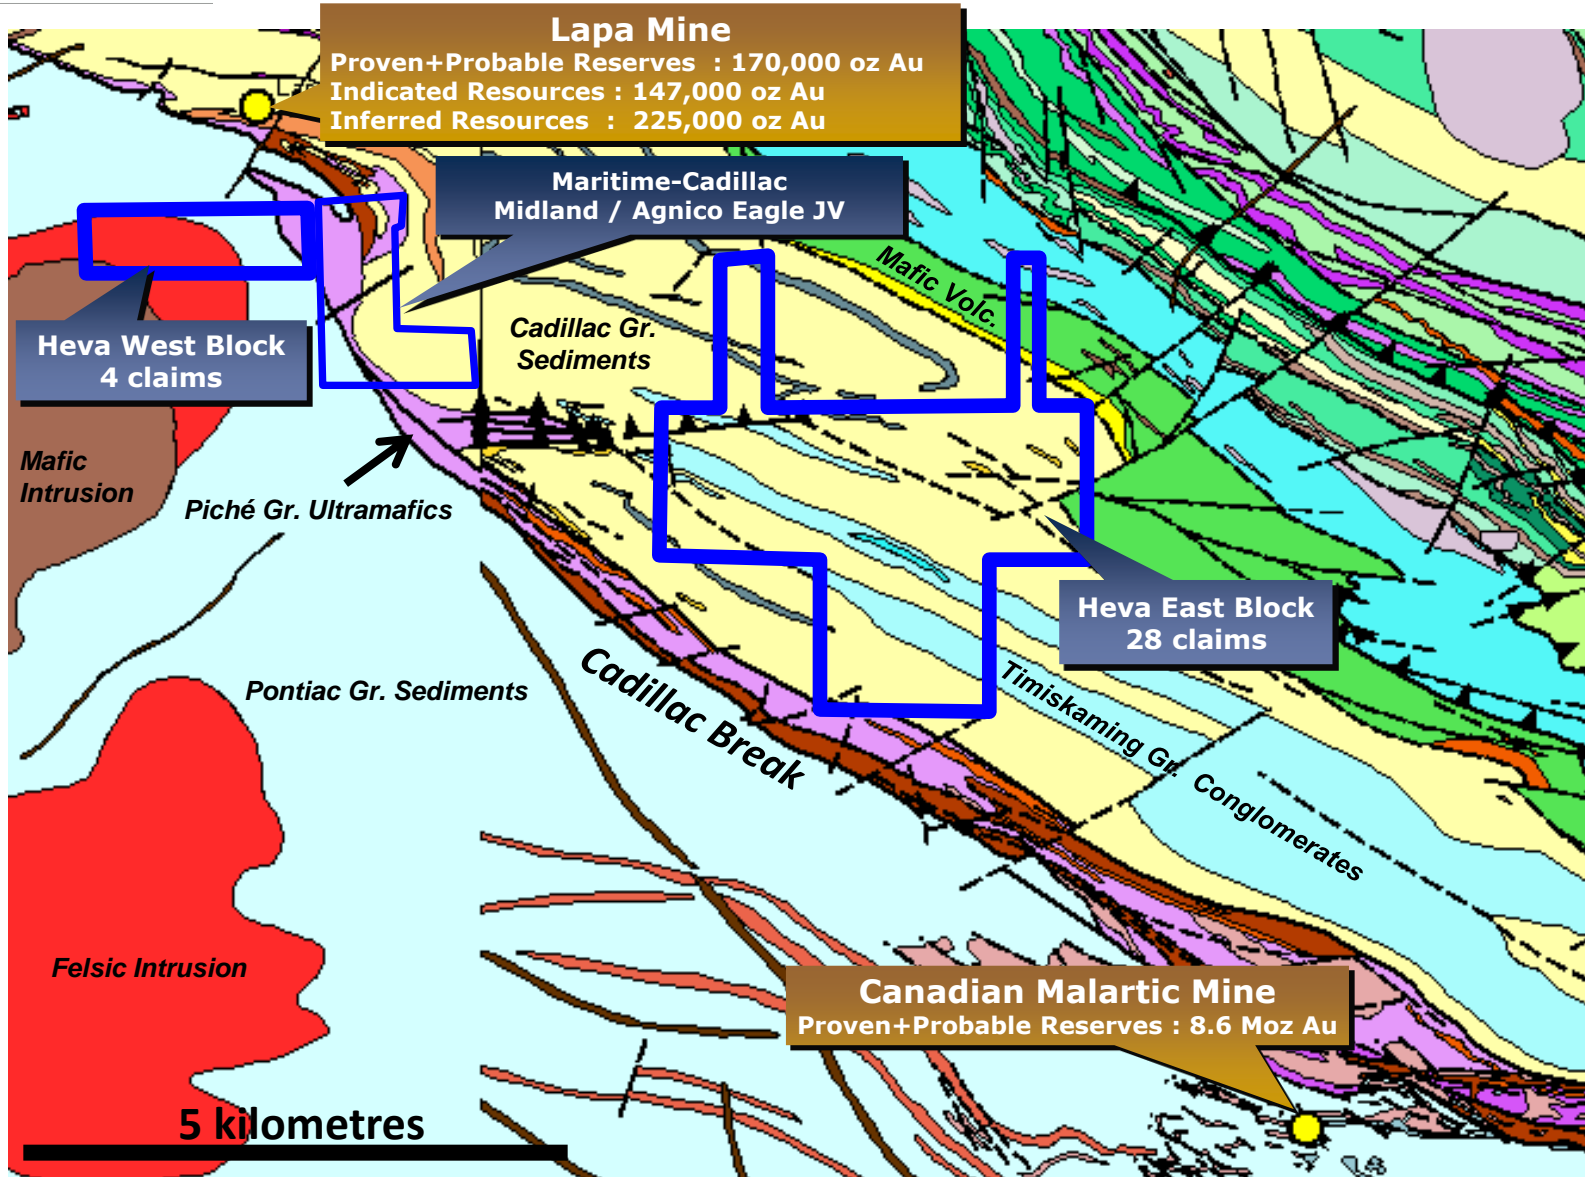 Lapa Mine
Proven+Probable Reserves : 170,000 oz Au
Indicated Resources : 147,000 oz Au
Inferred Resources : 225,000 oz Au
Maritime-Cadillac
Midland / Agnico Eagle JV
Mafic Volc.
Heva West Block
4 claims
Cadillac Gr.
Sediments
Mafic
Intrusion
Piché Gr. Ultramafics
Heva East Block
28 claims
Pontiac Gr. Sediments
Cadillac Break
Timiskaming Gr. Conglomerates
Felsic Intrusion
Canadian Malartic Mine
Proven+Probable Reserves : 8.6 Moz Au
5 kilometres